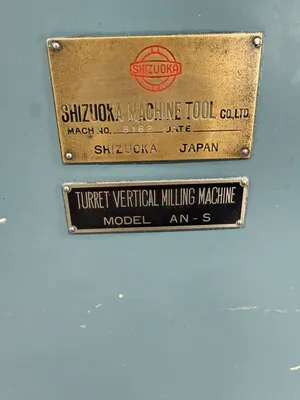 SHIZUOKA
SHIZUOKA MACHINE TOOL CO.,LTD.
MACH.NO. 8162 DATE
SHIZUOKA JAPAN
TURRET VERTICAL MILLING MACHINE
MODEL AN-S